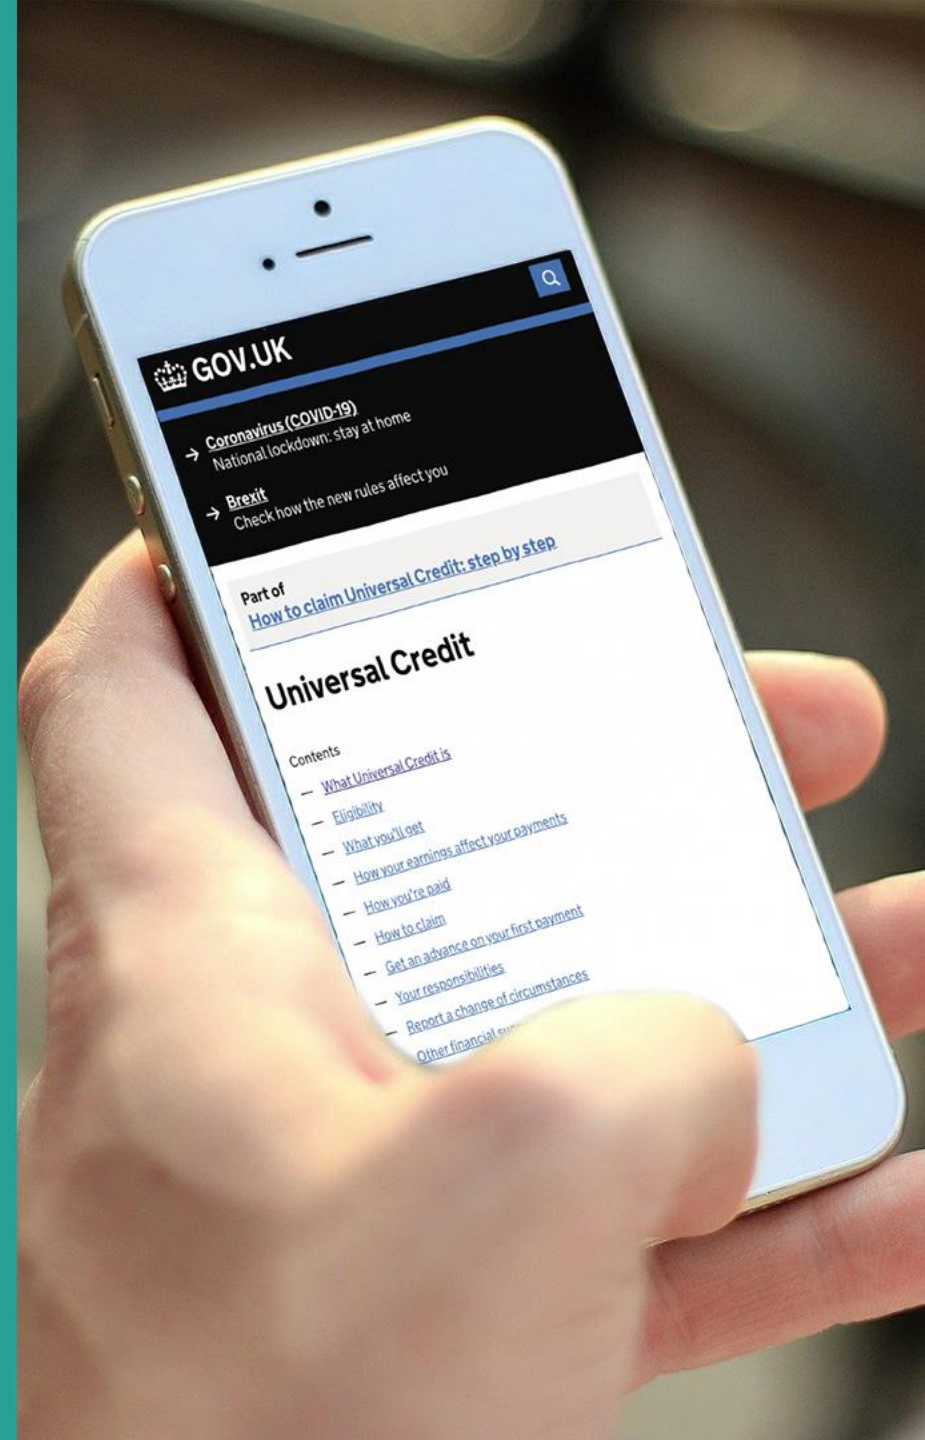 GOV.UK
Coronavirus (COVID-19)
National lockdown: stay at home
Brexit
Check how the new rules affect you
Part of
How to claim Universal Credit: step by step
Universal Credit
Contents
— What Universal Credit is
— Eligibility
— What you'll get
— How your earnings affect your payments
— How you're paid
— How to claim
— Get an advance on your first payment
— Your responsibilities
— Report a change of circumstances
Other financial